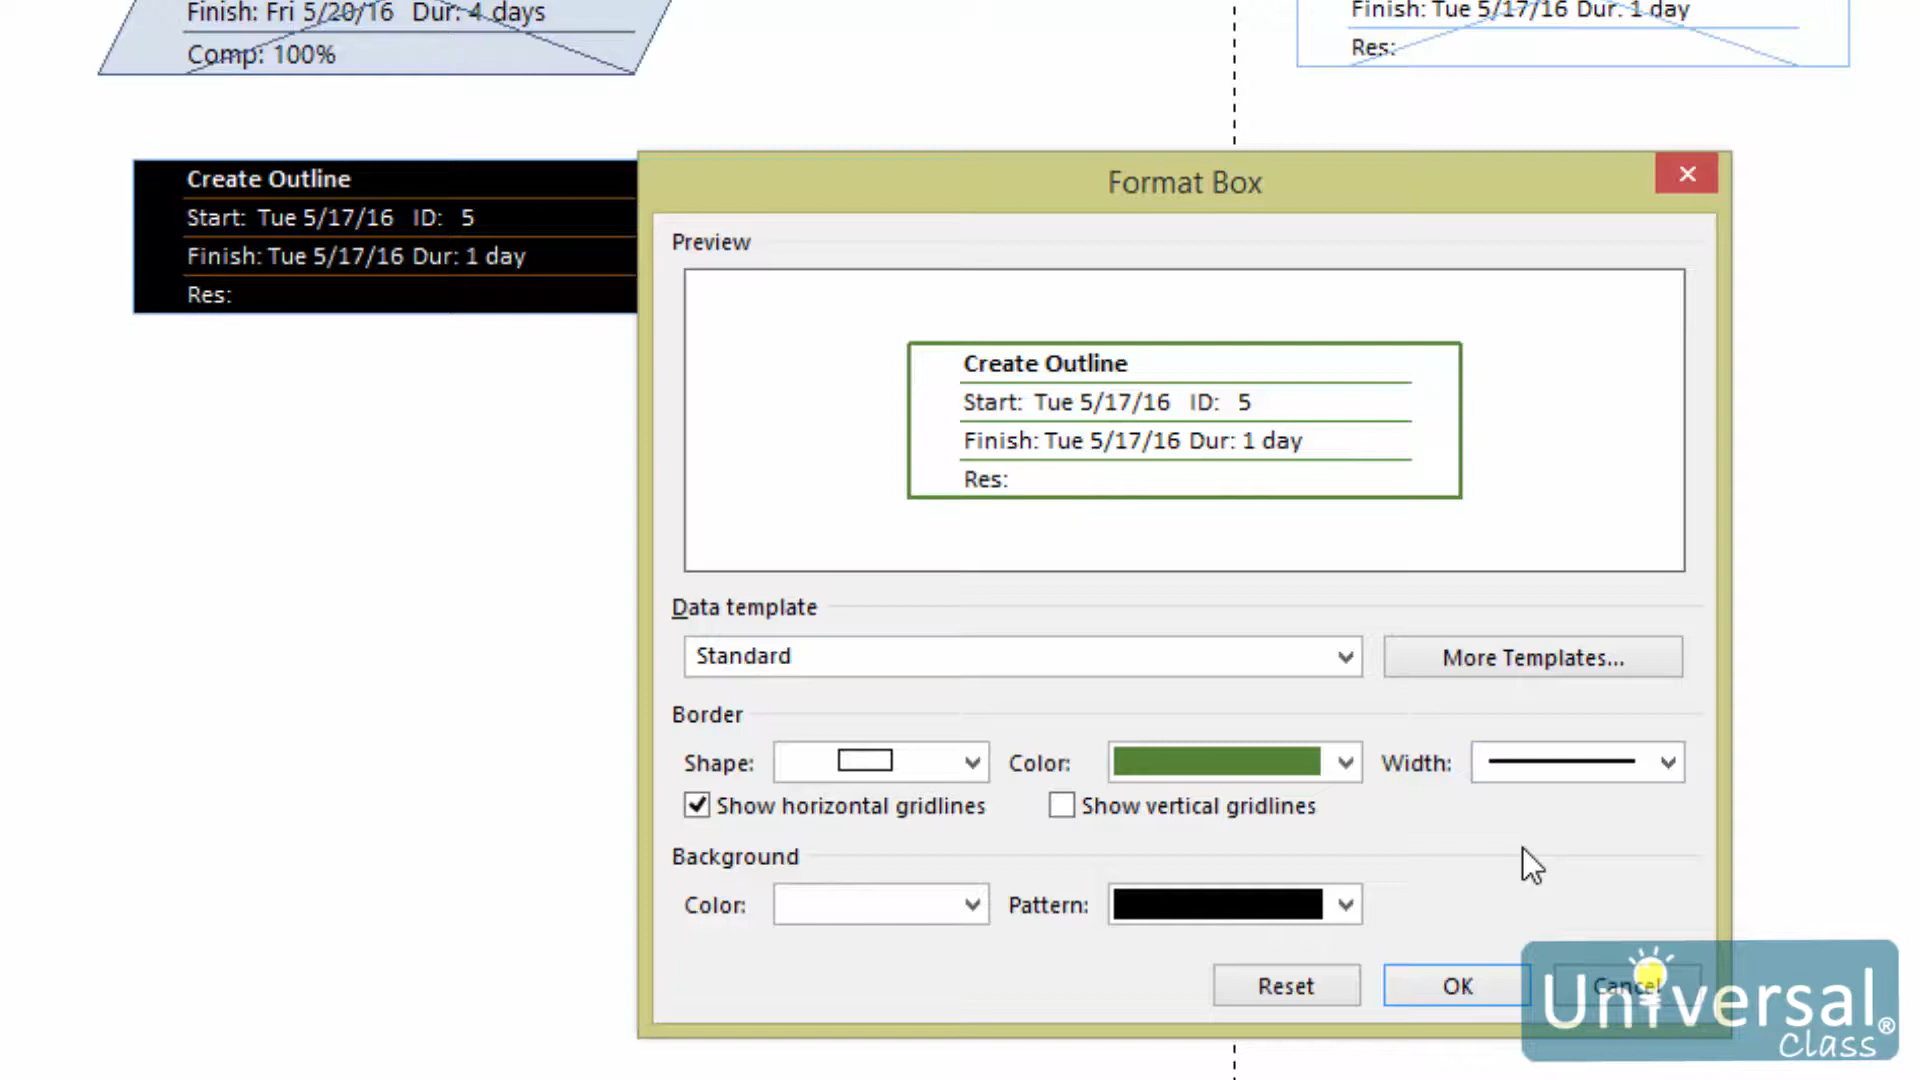 Finish: Fri 5/20/16 Dur: 4 days
Comp: 100%
Finish: Tue 5/17/16 Dur: 1 day
Res:
Create Outline
Start: Tue 5/17/16 ID: 5
Finish: Tue 5/17/16 Dur: 1 day
Res:
Format Box
Preview
Create Outline
Start: Tue 5/17/16 ID: 5
Finish: Tue 5/17/16 Dur: 1 day
Res:
Data template
Standard
More Templates...
Border
Shape: Color: Width:
Show horizontal gridlines Show vertical gridlines
Background
Color: Pattern:
Reset OK Cancel
Universal®
Class